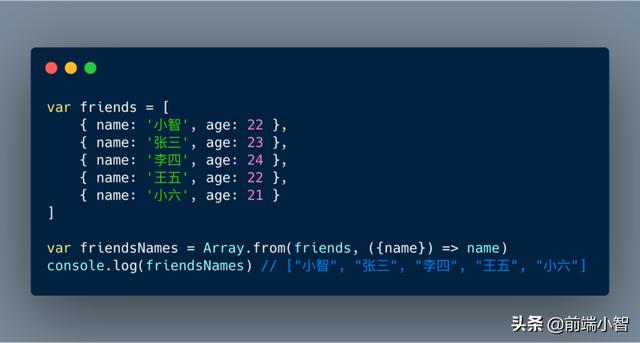 var friends = [
    { name: '小智', age: 22 },
    { name: '张三', age: 23 },
    { name: '李四', age: 24 },
    { name: '王五', age: 22 },
    { name: '小六', age: 21 }
]
var friendsNames = Array.from(friends, ({name}) => name)
console.log(friendsNames) // ["小智", "张三", "李四", "王五", "小六"]
头条 @前端小智